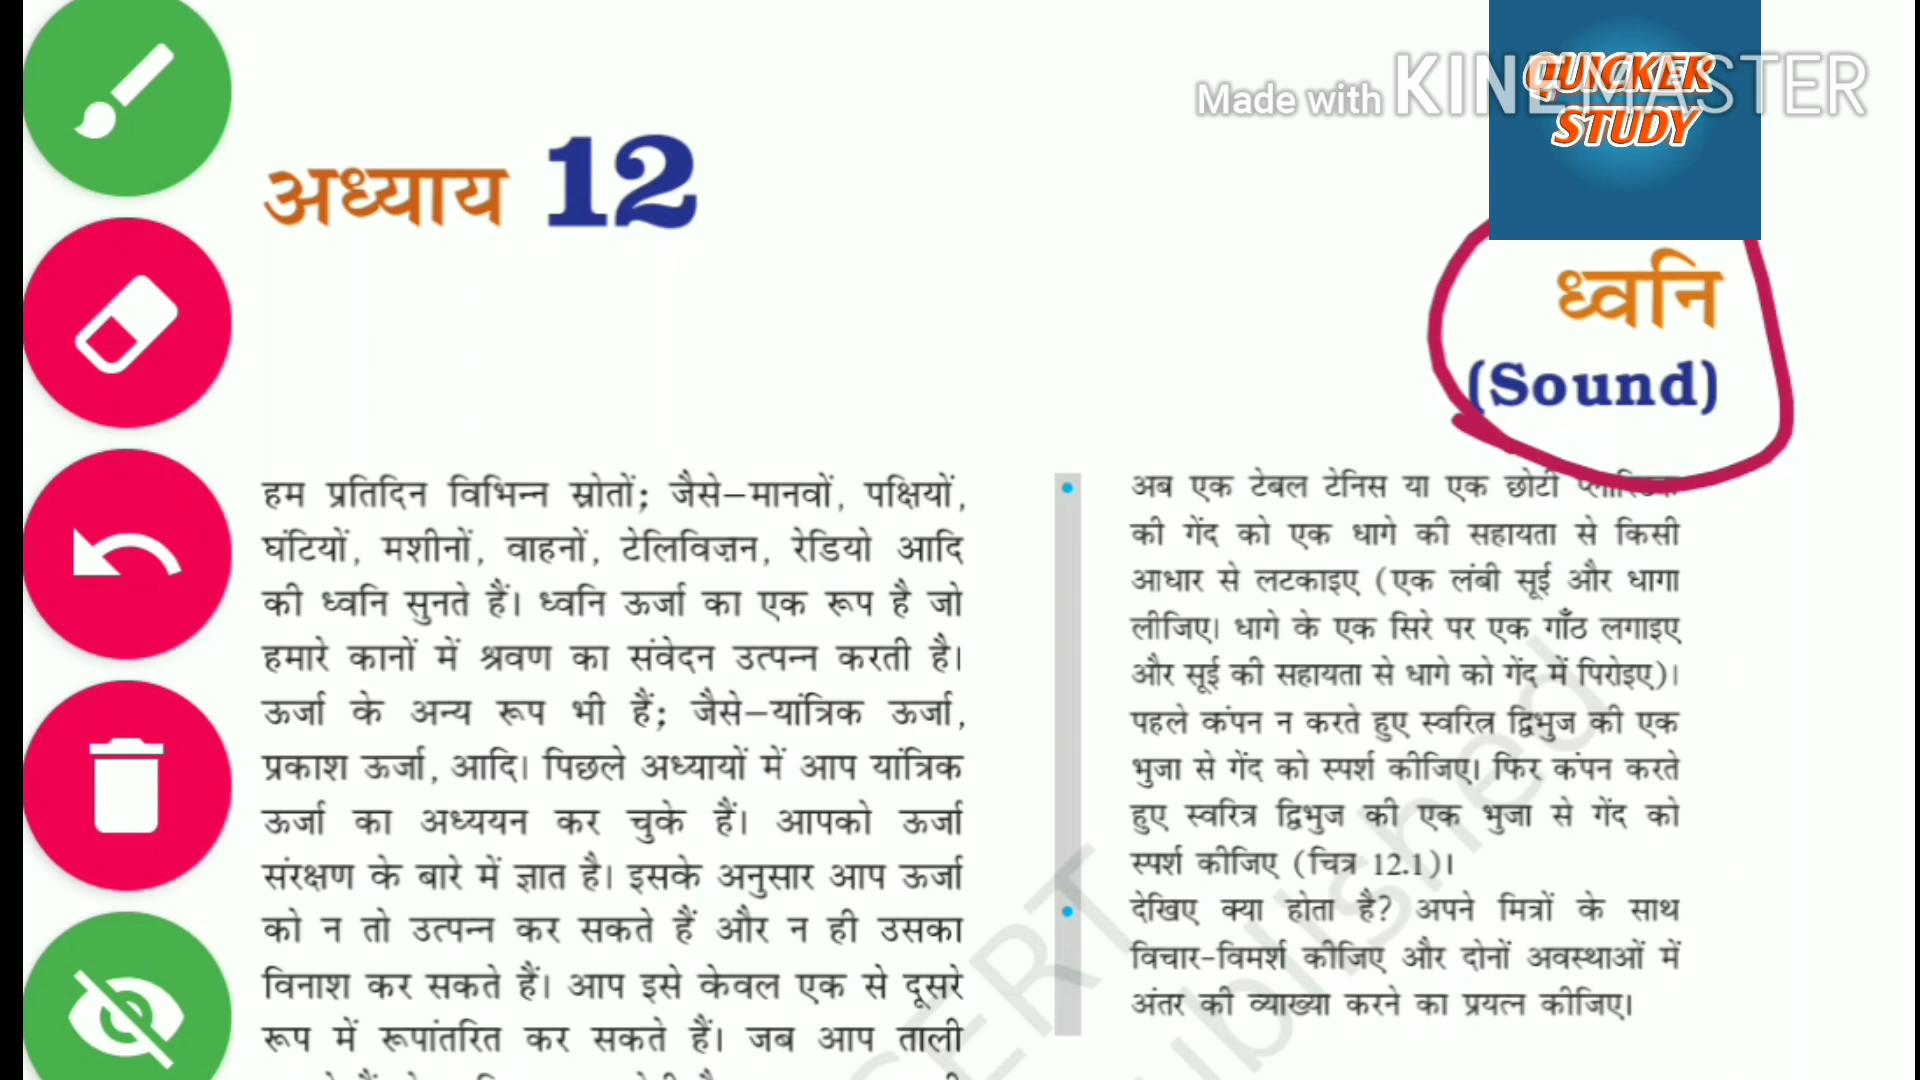 Made with KINEMASTER
QUICKER
STUDY
अध्याय 12
ध्वनि
(Sound)
हम प्रतिदिन विभिन्न स्रोतों; जैसे–मानवों, पक्षियों,
घंटियों, मशीनों, वाहनों, टेलिविज़न, रेडियो आदि
की ध्वनि सुनते हैं। ध्वनि ऊर्जा का एक रूप है जो
हमारे कानों में श्रवण का संवेदन उत्पन्न करती है।
ऊर्जा के अन्य रूप भी हैं; जैसे–यांत्रिक ऊर्जा,
प्रकाश ऊर्जा, आदि। पिछले अध्यायों में आप यांत्रिक
ऊर्जा का अध्ययन कर चुके हैं। आपको ऊर्जा
संरक्षण के बारे में ज्ञात है। इसके अनुसार आप ऊर्जा
को न तो उत्पन्न कर सकते हैं और न ही उसका
विनाश कर सकते हैं। आप इसे केवल एक से दूसरे
रूप में रूपांतरित कर सकते हैं। जब आप ताली
अब एक टेबल टेनिस या एक छोटी प्लास्टिक
की गेंद को एक धागे की सहायता से किसी
आधार से लटकाइए (एक लंबी सूई और धागा
लीजिए। धागे के एक सिरे पर एक गाँठ लगाइए
और सूई की सहायता से धागे को गेंद में पिरोइए)।
पहले कंपन न करते हुए स्वरित्र द्विभुज की एक
भुजा से गेंद को स्पर्श कीजिए। फिर कंपन करते
हुए स्वरित्र द्विभुज की एक भुजा से गेंद को
स्पर्श कीजिए (चित्र 12.1)।
देखिए क्या होता है? अपने मित्रों के साथ
विचार-विमर्श कीजिए और दोनों अवस्थाओं में
अंतर की व्याख्या करने का प्रयत्न कीजिए।